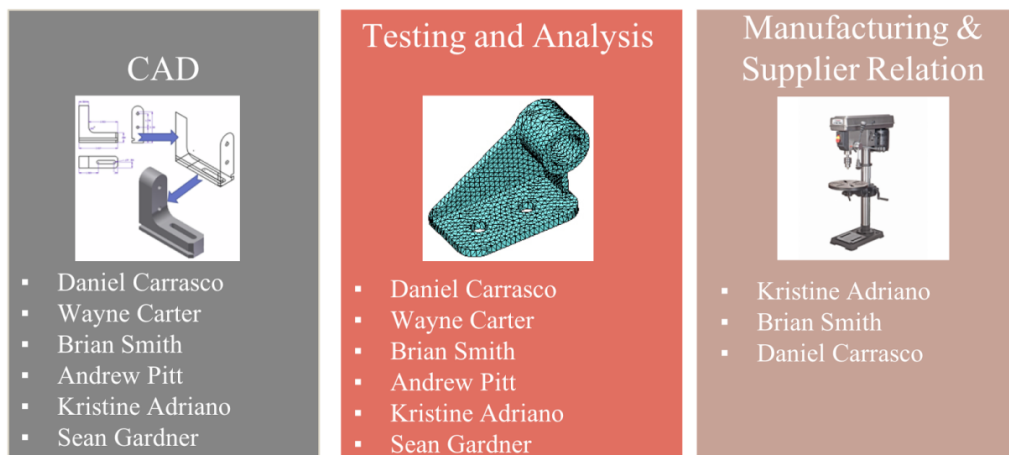 CAD
▪ Daniel Carrasco
▪ Wayne Carter
▪ Brian Smith
▪ Andrew Pitt
▪ Kristine Adriano
▪ Sean Gardner
Testing and Analysis
▪ Daniel Carrasco
▪ Wayne Carter
▪ Brian Smith
▪ Andrew Pitt
▪ Kristine Adriano
▪ Sean Gardner
Manufacturing &
Supplier Relation
▪ Kristine Adriano
▪ Brian Smith
▪ Daniel Carrasco